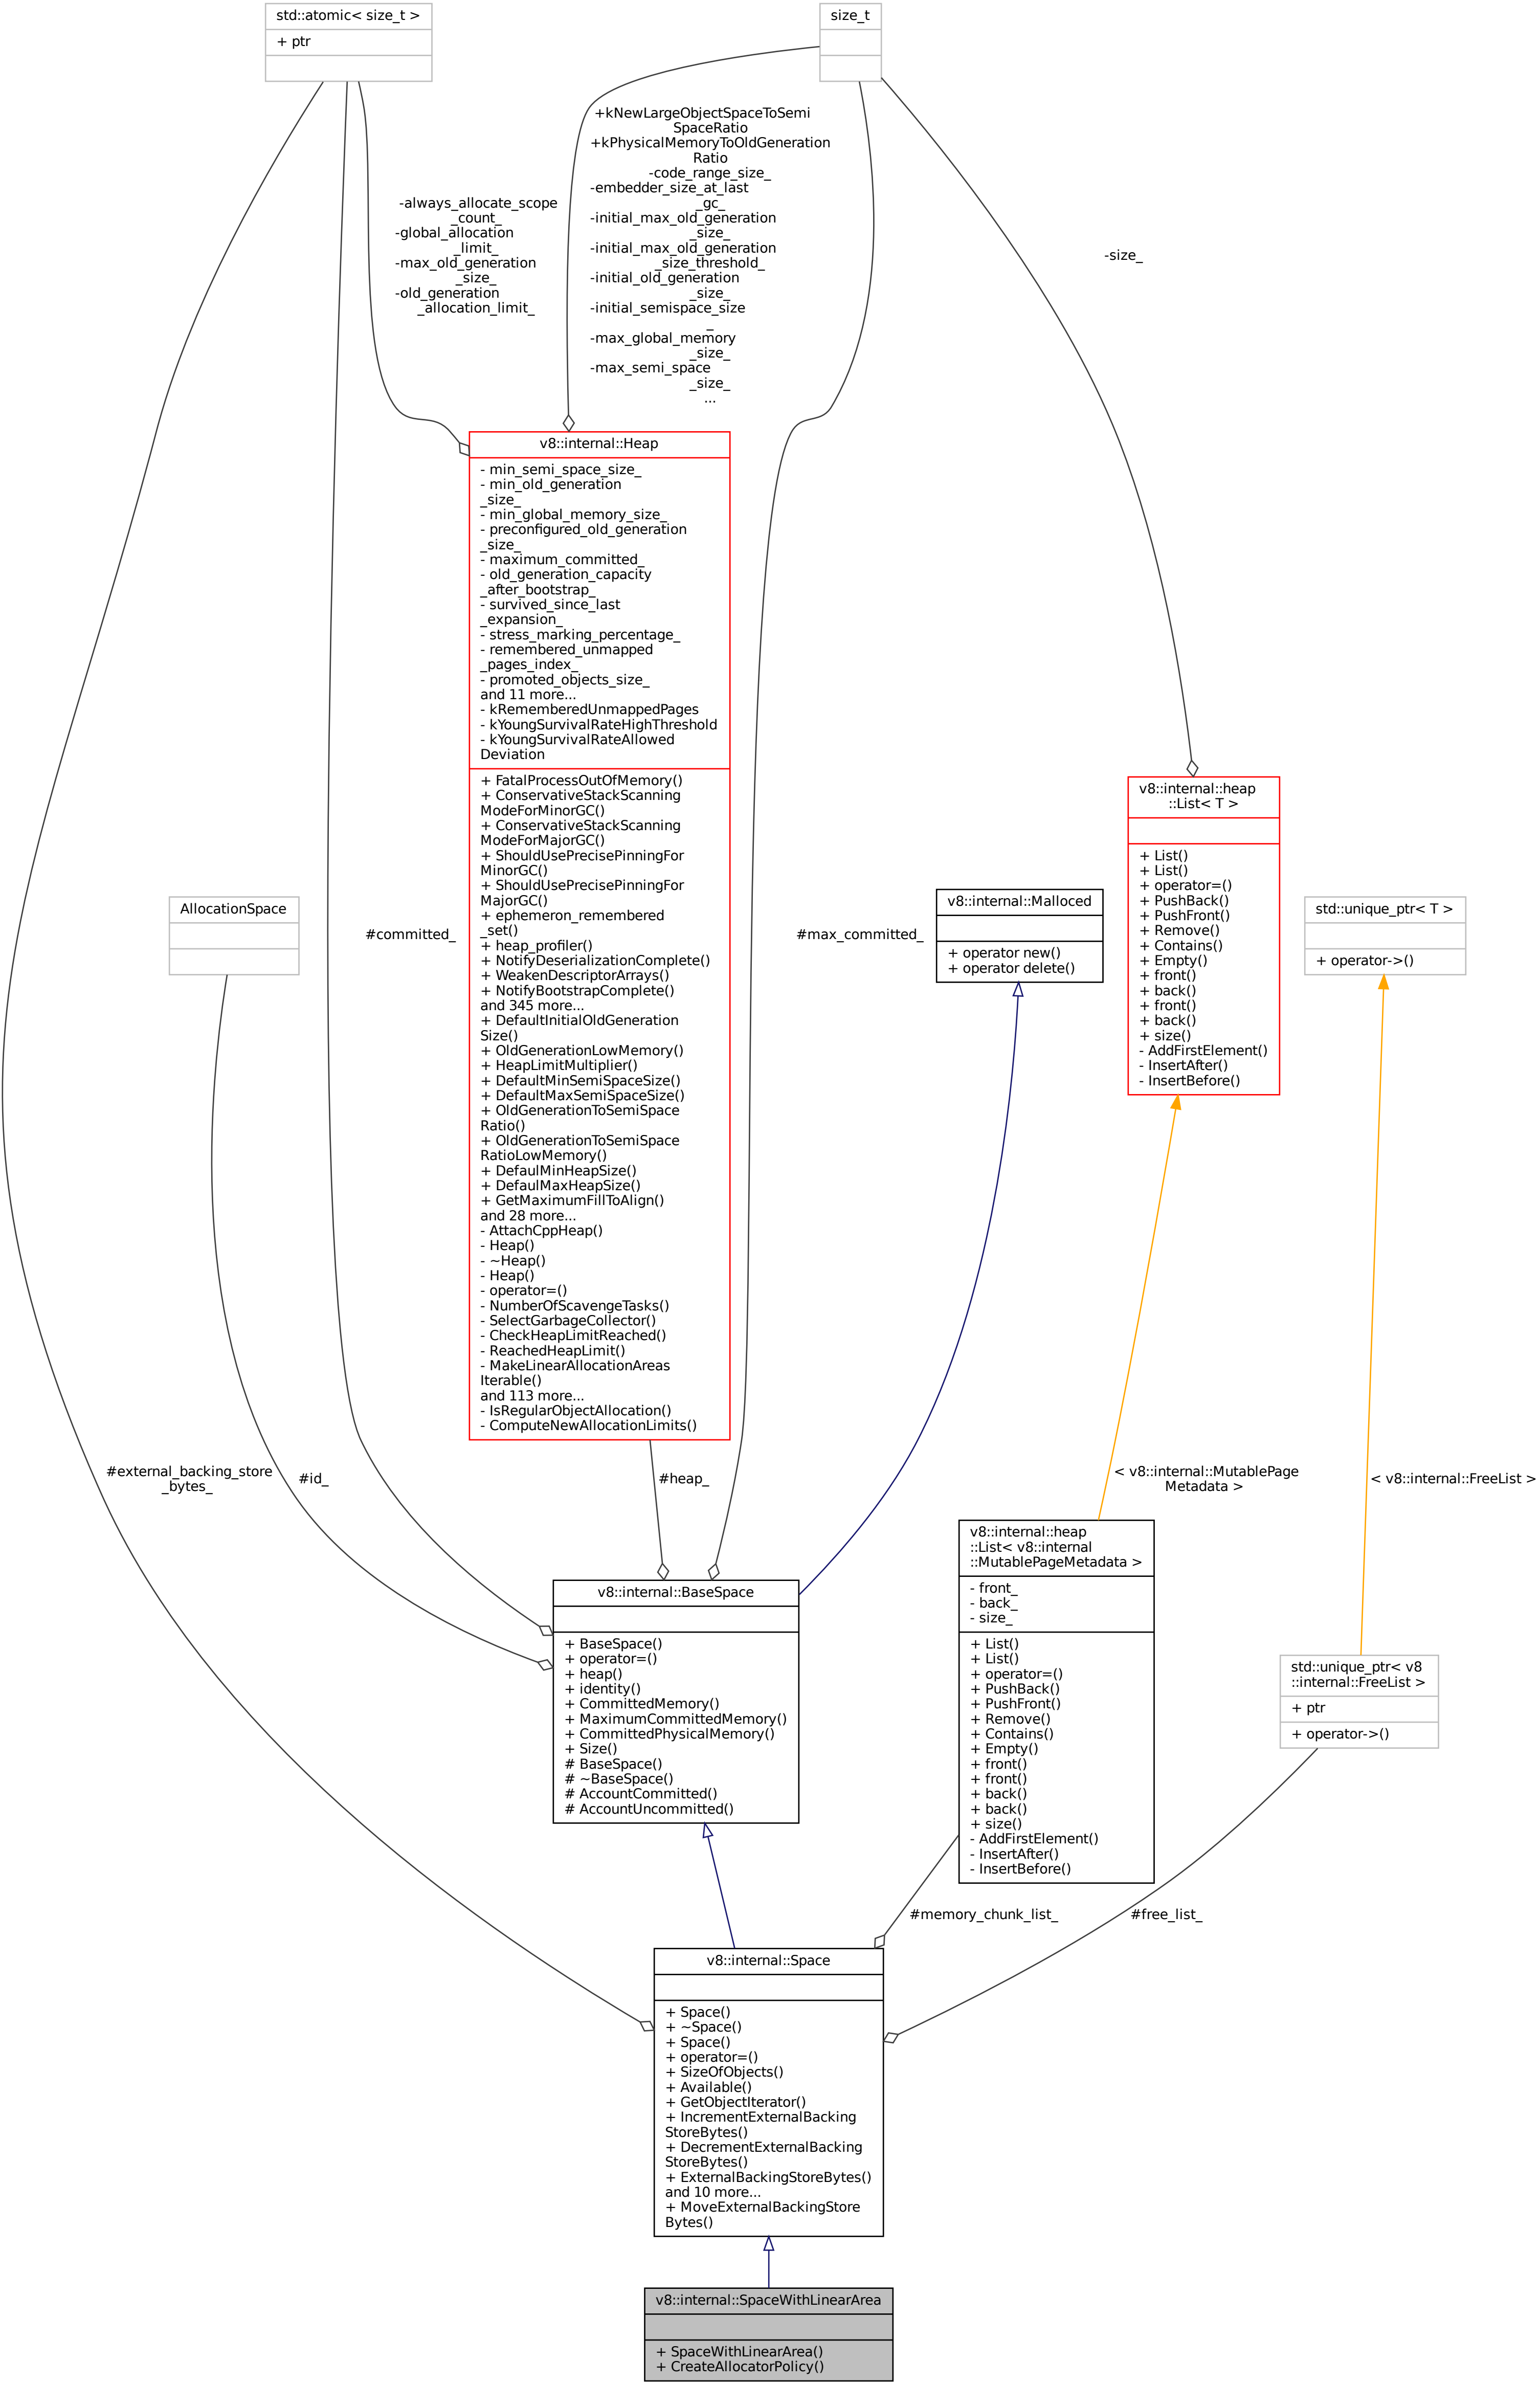 std::atomic< size_t >
+ ptr
size_t
+kNewLargeObjectSpaceToSemi
SpaceRatio
+kPhysicalMemoryToOldGeneration
Ratio
-code_range_size_
-embedder_size_at_last
_gc_
-initial_max_old_generation
_size_
-initial_max_old_generation
_size_threshold_
-initial_old_generation
_size_
-initial_semispace_size
_
-max_global_memory
_size_
-max_semi_space
_size_
...
-always_allocate_scope
_count_
-global_allocation
_limit_
-max_old_generation
_size_
-old_generation
_allocation_limit_
-size_
v8::internal::Heap
- min_semi_space_size_
- min_old_generation
_size_
- min_global_memory_size_
- preconfigured_old_generation
_size_
- maximum_committed_
- old_generation_capacity
_after_bootstrap_
- survived_since_last
_expansion_
- stress_marking_percentage_
- remembered_unmapped
_pages_index_
- promoted_objects_size_
and 11 more...
- kRememberedUnmappedPages
- kYoungSurvivalRateHighThreshold
- kYoungSurvivalRateAllowed
Deviation
+ FatalProcessOutOfMemory()
+ ConservativeStackScanning
ModeForMinorGC()
+ ConservativeStackScanning
ModeForMajorGC()
+ ShouldUsePrecisePinningFor
MinorGC()
+ ShouldUsePrecisePinningFor
MajorGC()
+ ephemeron_remembered
_set()
+ heap_profiler()
+ NotifyDeserializationComplete()
+ WeakenDescriptorArrays()
+ NotifyBootstrapComplete()
and 345 more...
+ DefaultInitialOldGeneration
Size()
+ OldGenerationLowMemory()
+ HeapLimitMultiplier()
+ DefaultMinSemiSpaceSize()
+ DefaultMaxSemiSpaceSize()
+ OldGenerationToSemiSpace
Ratio()
+ OldGenerationToSemiSpace
RatioLowMemory()
+ DefaulMinHeapSize()
+ DefaulMaxHeapSize()
+ GetMaximumFillToAlign()
and 28 more...
- AttachCppHeap()
- Heap()
- ~Heap()
- Heap()
- operator=()
- NumberOfScavengeTasks()
- SelectGarbageCollector()
- CheckHeapLimitReached()
- ReachedHeapLimit()
- MakeLinearAllocationAreas
Iterable()
and 113 more...
- IsRegularObjectAllocation()
- ComputeNewAllocationLimits()
v8::internal::heap
::List< T >
+ List()
+ List()
+ operator=()
+ PushBack()
+ PushFront()
+ Remove()
+ Contains()
+ Empty()
+ front()
+ back()
+ front()
+ back()
+ size()
- AddFirstElement()
- InsertAfter()
- InsertBefore()
AllocationSpace
#committed_
#max_committed_
v8::internal::Malloced
+ operator new()
+ operator delete()
std::unique_ptr< T >
+ operator->()
#external_backing_store
_bytes_
#id_
#heap_
< v8::internal::MutablePage
Metadata >
< v8::internal::FreeList >
v8::internal::BaseSpace
+ BaseSpace()
+ operator=()
+ heap()
+ identity()
+ CommittedMemory()
+ MaximumCommittedMemory()
+ CommittedPhysicalMemory()
+ Size()
# BaseSpace()
# ~BaseSpace()
# AccountCommitted()
# AccountUncommitted()
v8::internal::heap
::List< v8::internal
::MutablePageMetadata >
- front_
- back_
- size_
+ List()
+ List()
+ operator=()
+ PushBack()
+ PushFront()
+ Remove()
+ Contains()
+ Empty()
+ front()
+ front()
+ back()
+ back()
+ size()
- AddFirstElement()
- InsertAfter()
- InsertBefore()
std::unique_ptr< v8
::internal::FreeList >
+ ptr
+ operator->()
#memory_chunk_list_
#free_list_
v8::internal::Space
+ Space()
+ ~Space()
+ Space()
+ operator=()
+ SizeOfObjects()
+ Available()
+ GetObjectIterator()
+ IncrementExternalBacking
StoreBytes()
+ DecrementExternalBacking
StoreBytes()
+ ExternalBackingStoreBytes()
and 10 more...
+ MoveExternalBackingStore
Bytes()
v8::internal::SpaceWithLinearArea
+ SpaceWithLinearArea()
+ CreateAllocatorPolicy()